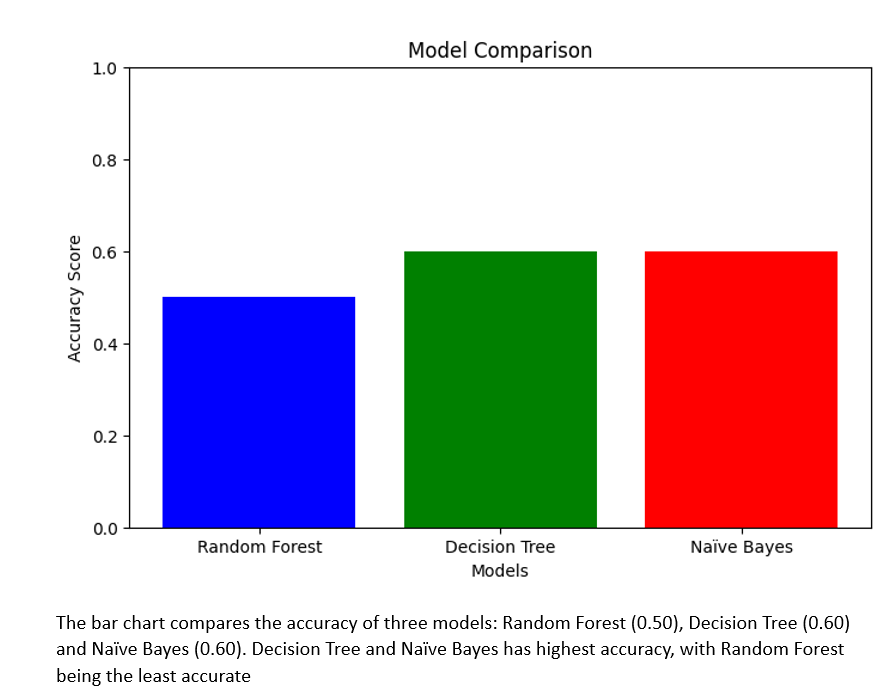 Model Comparison
1.0
0.8
0.6
0.4
0.2
0.0
Accuracy Score
Random Forest
Decision Tree
Naïve Bayes
Models
The bar chart compares the accuracy of three models: Random Forest (0.50), Decision Tree (0.60)
and Naïve Bayes (0.60). Decision Tree and Naïve Bayes has highest accuracy, with Random Forest
being the least accurate